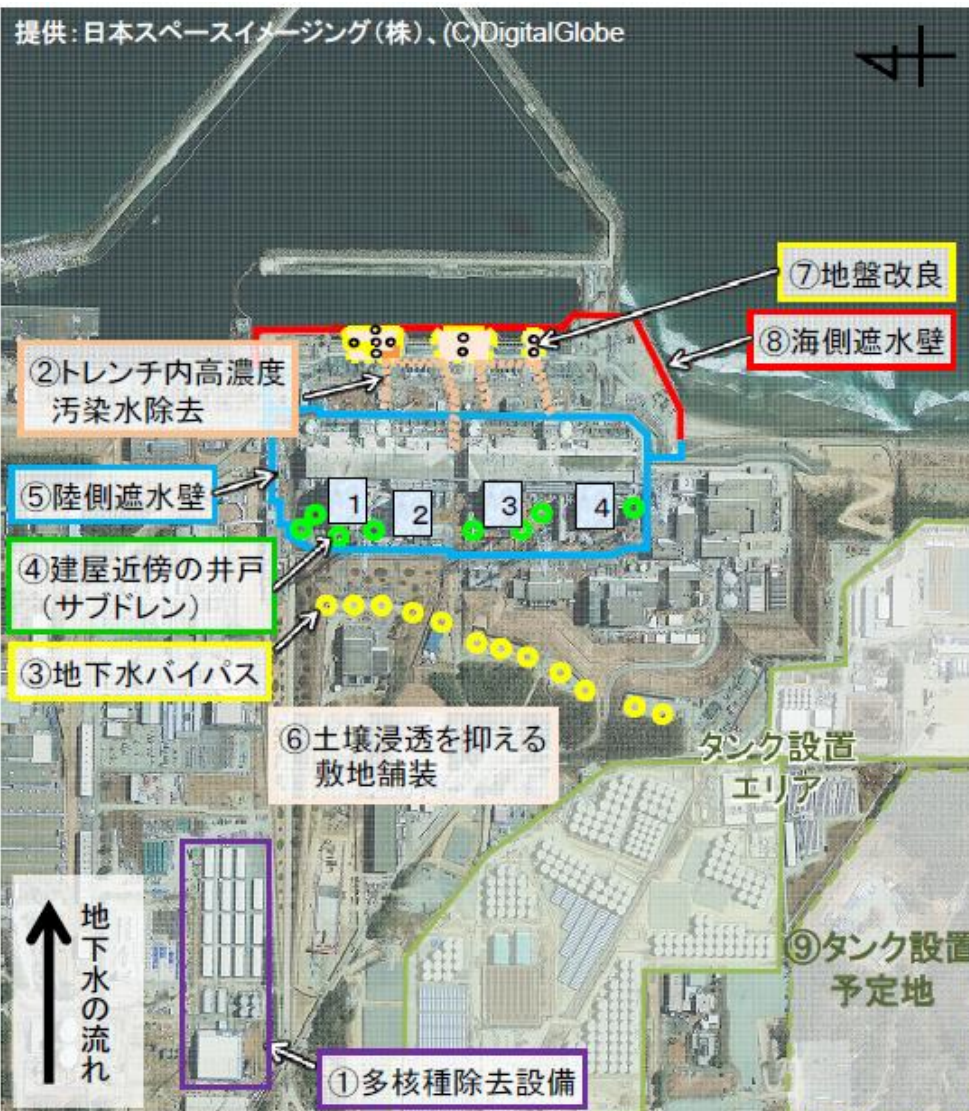 提供：日本スペースイメージング（株）、(C)DigitalGlobe
⑦地盤改良
⑧海側遮水壁
②トレンチ内高濃度
汚染水除去
⑤陸側遮水壁
1
2
3
4
④建屋近傍の井戸
（サブドレン）
③地下水バイパス
⑥土壌浸透を抑える
敷地舗装
タンク設置
エリア
地下水の流れ
⑨タンク設置
予定地
①多核種除去設備